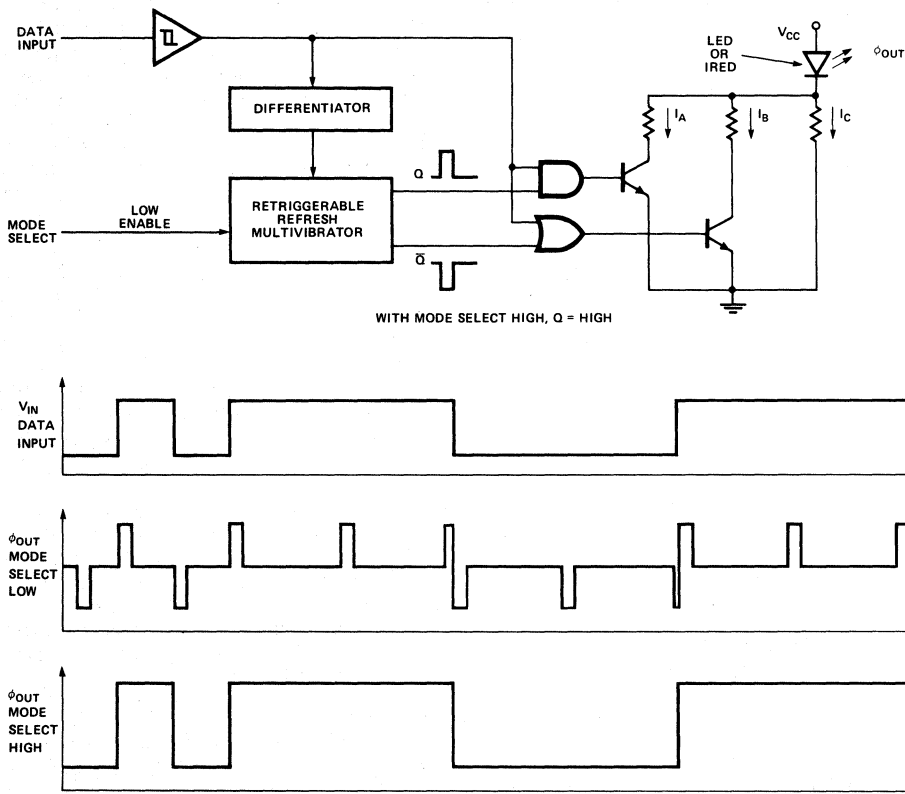 DATA
INPUT
DIFFERENTIATOR
MODE
SELECT
LOW
ENABLE
RETRIGGERABLE
REFRESH
MULTIVIBRATOR
Q
Q̅
VCC
LED
OR
IRED
ϕOUT
IA
IB
IC
WITH MODE SELECT HIGH, Q = HIGH
VIN
DATA
INPUT
ϕOUT
MODE
SELECT
LOW
ϕOUT
MODE
SELECT
HIGH